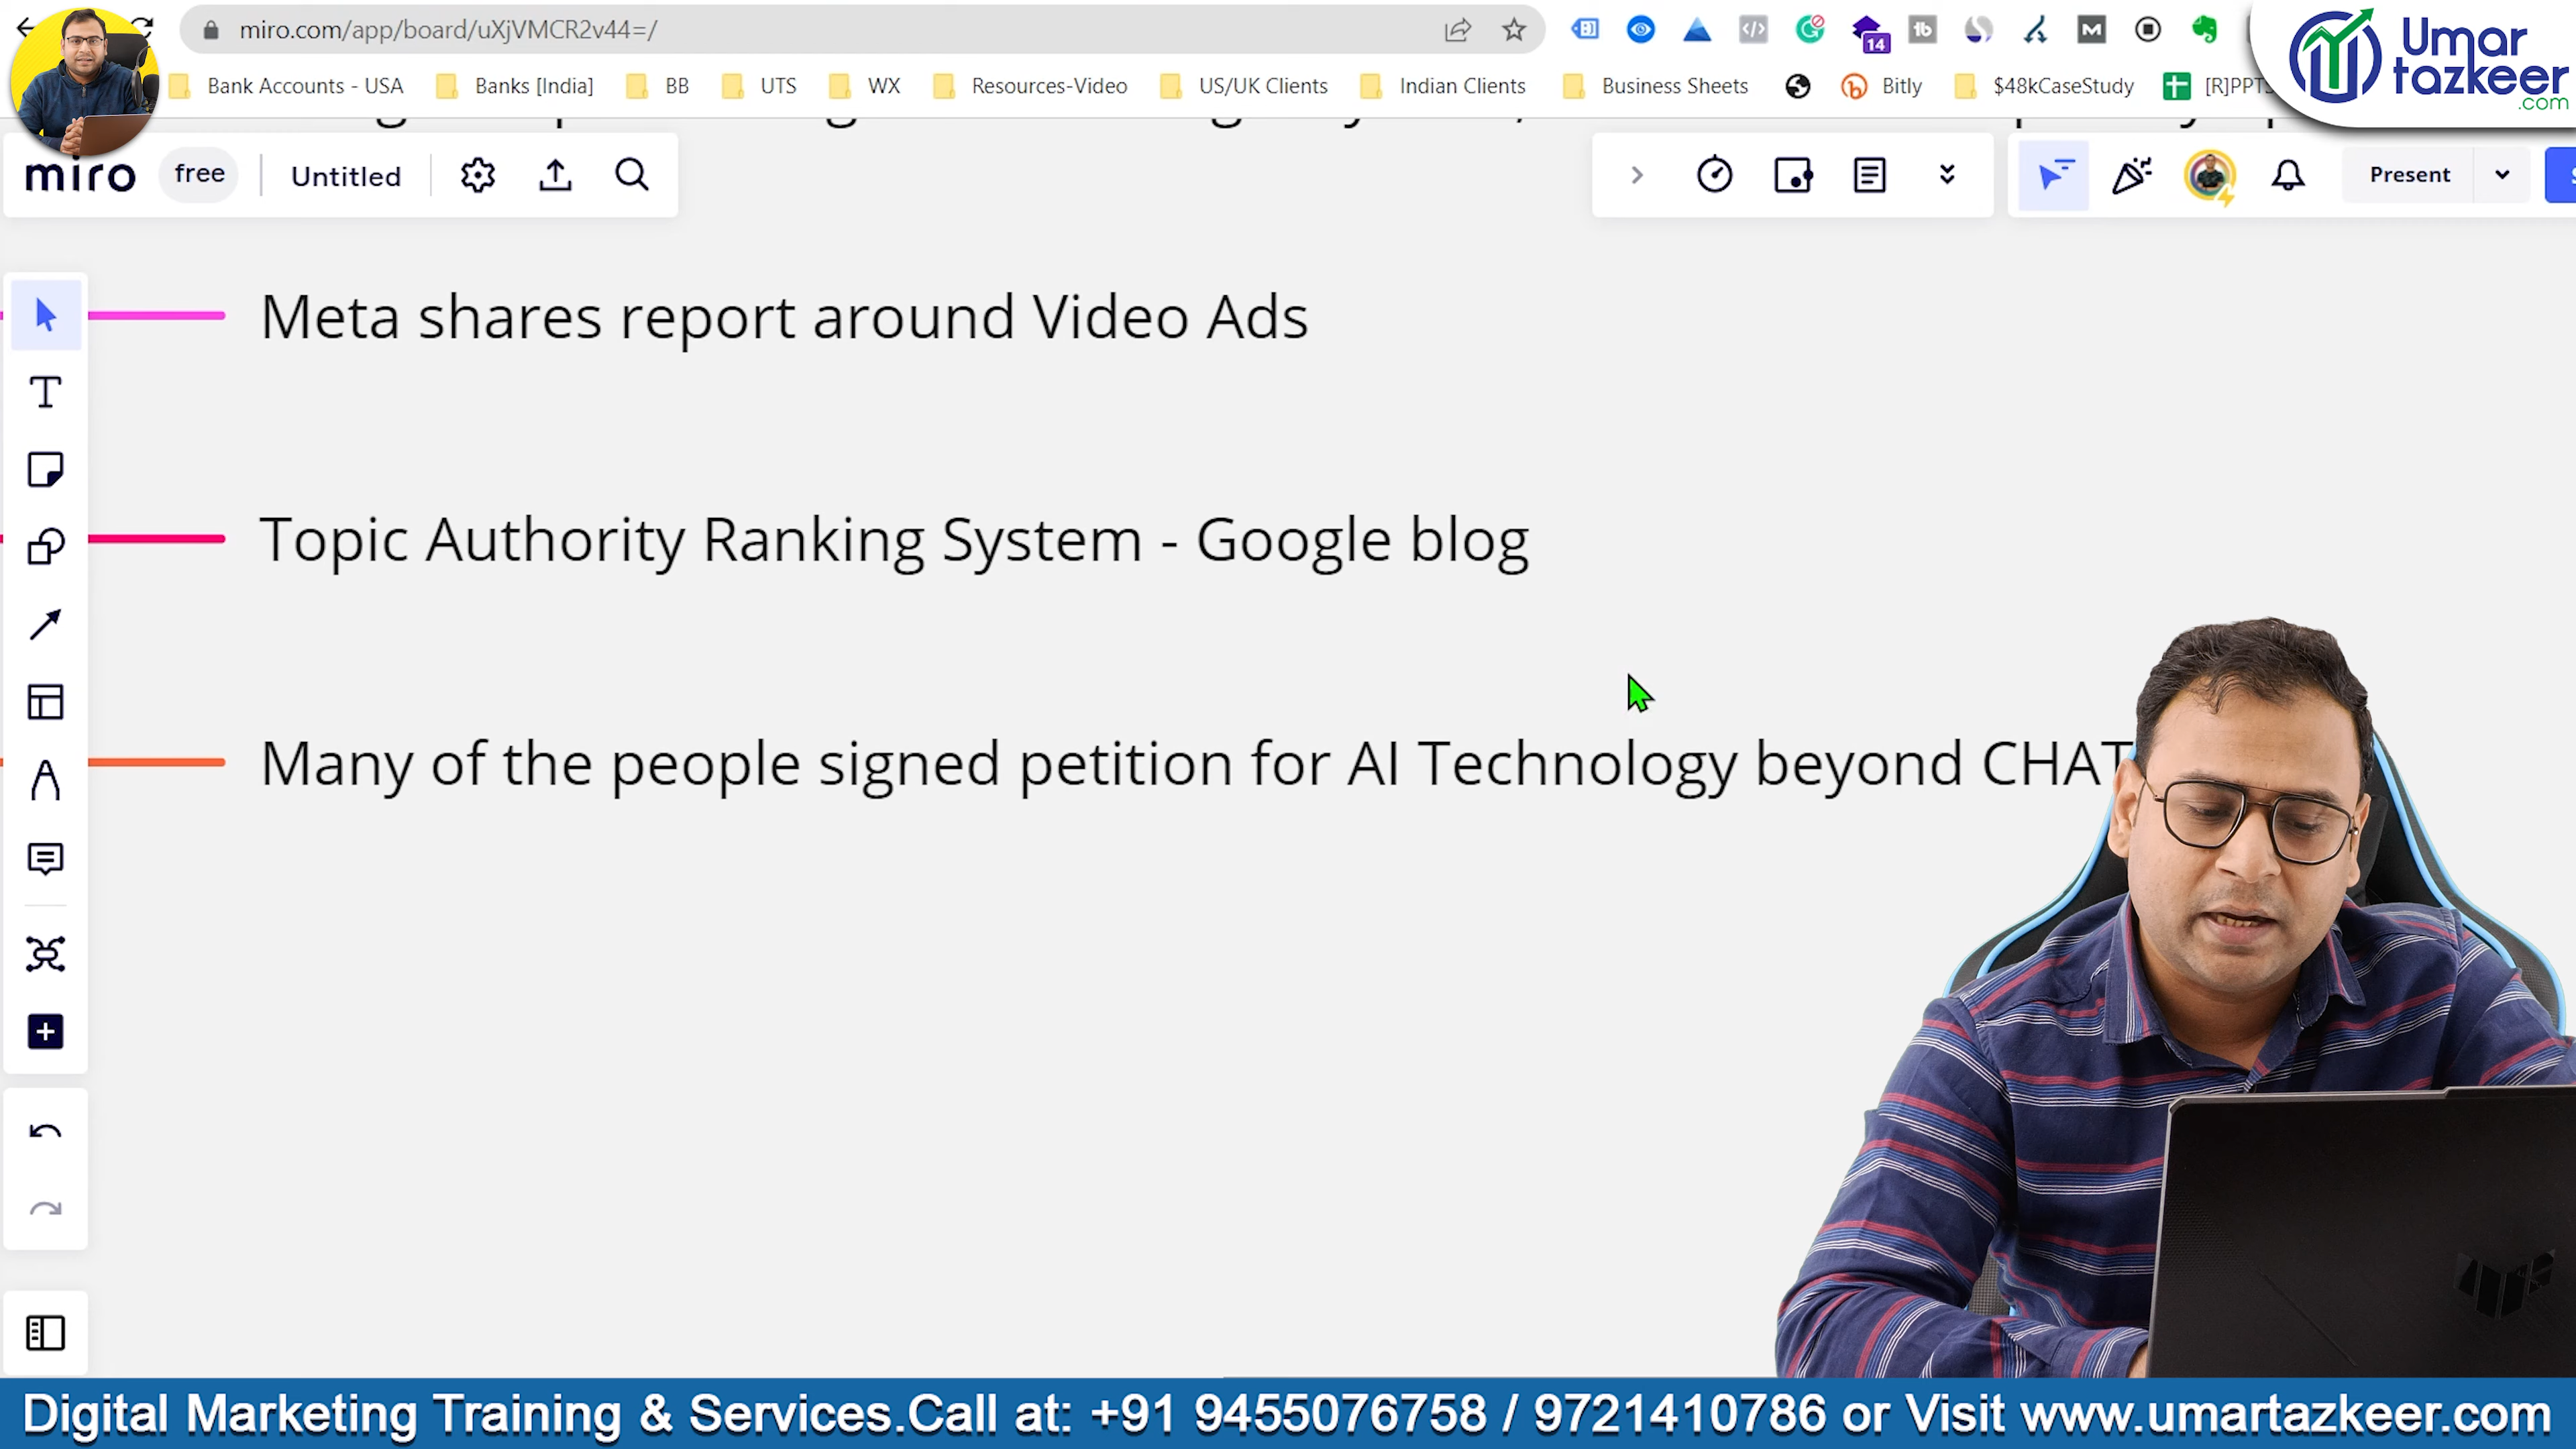 miro.com/app/board/uXjVMCR2v44=/
14
Umar
tazkeer
.com
Bank Accounts - USA
Banks [India]
BB
UTS
WX
Resources-Video
US/UK Clients
Indian Clients
Business Sheets
Bitly
$48kCaseStudy
miro
free
Untitled
Present
Meta shares report around Video Ads
Topic Authority Ranking System - Google blog
Many of the people signed petition for AI Technology beyond CHAT
Digital Marketing Training & Services.Call at: +91 9455076758 / 9721410786 or Visit www.umartazkeer.com